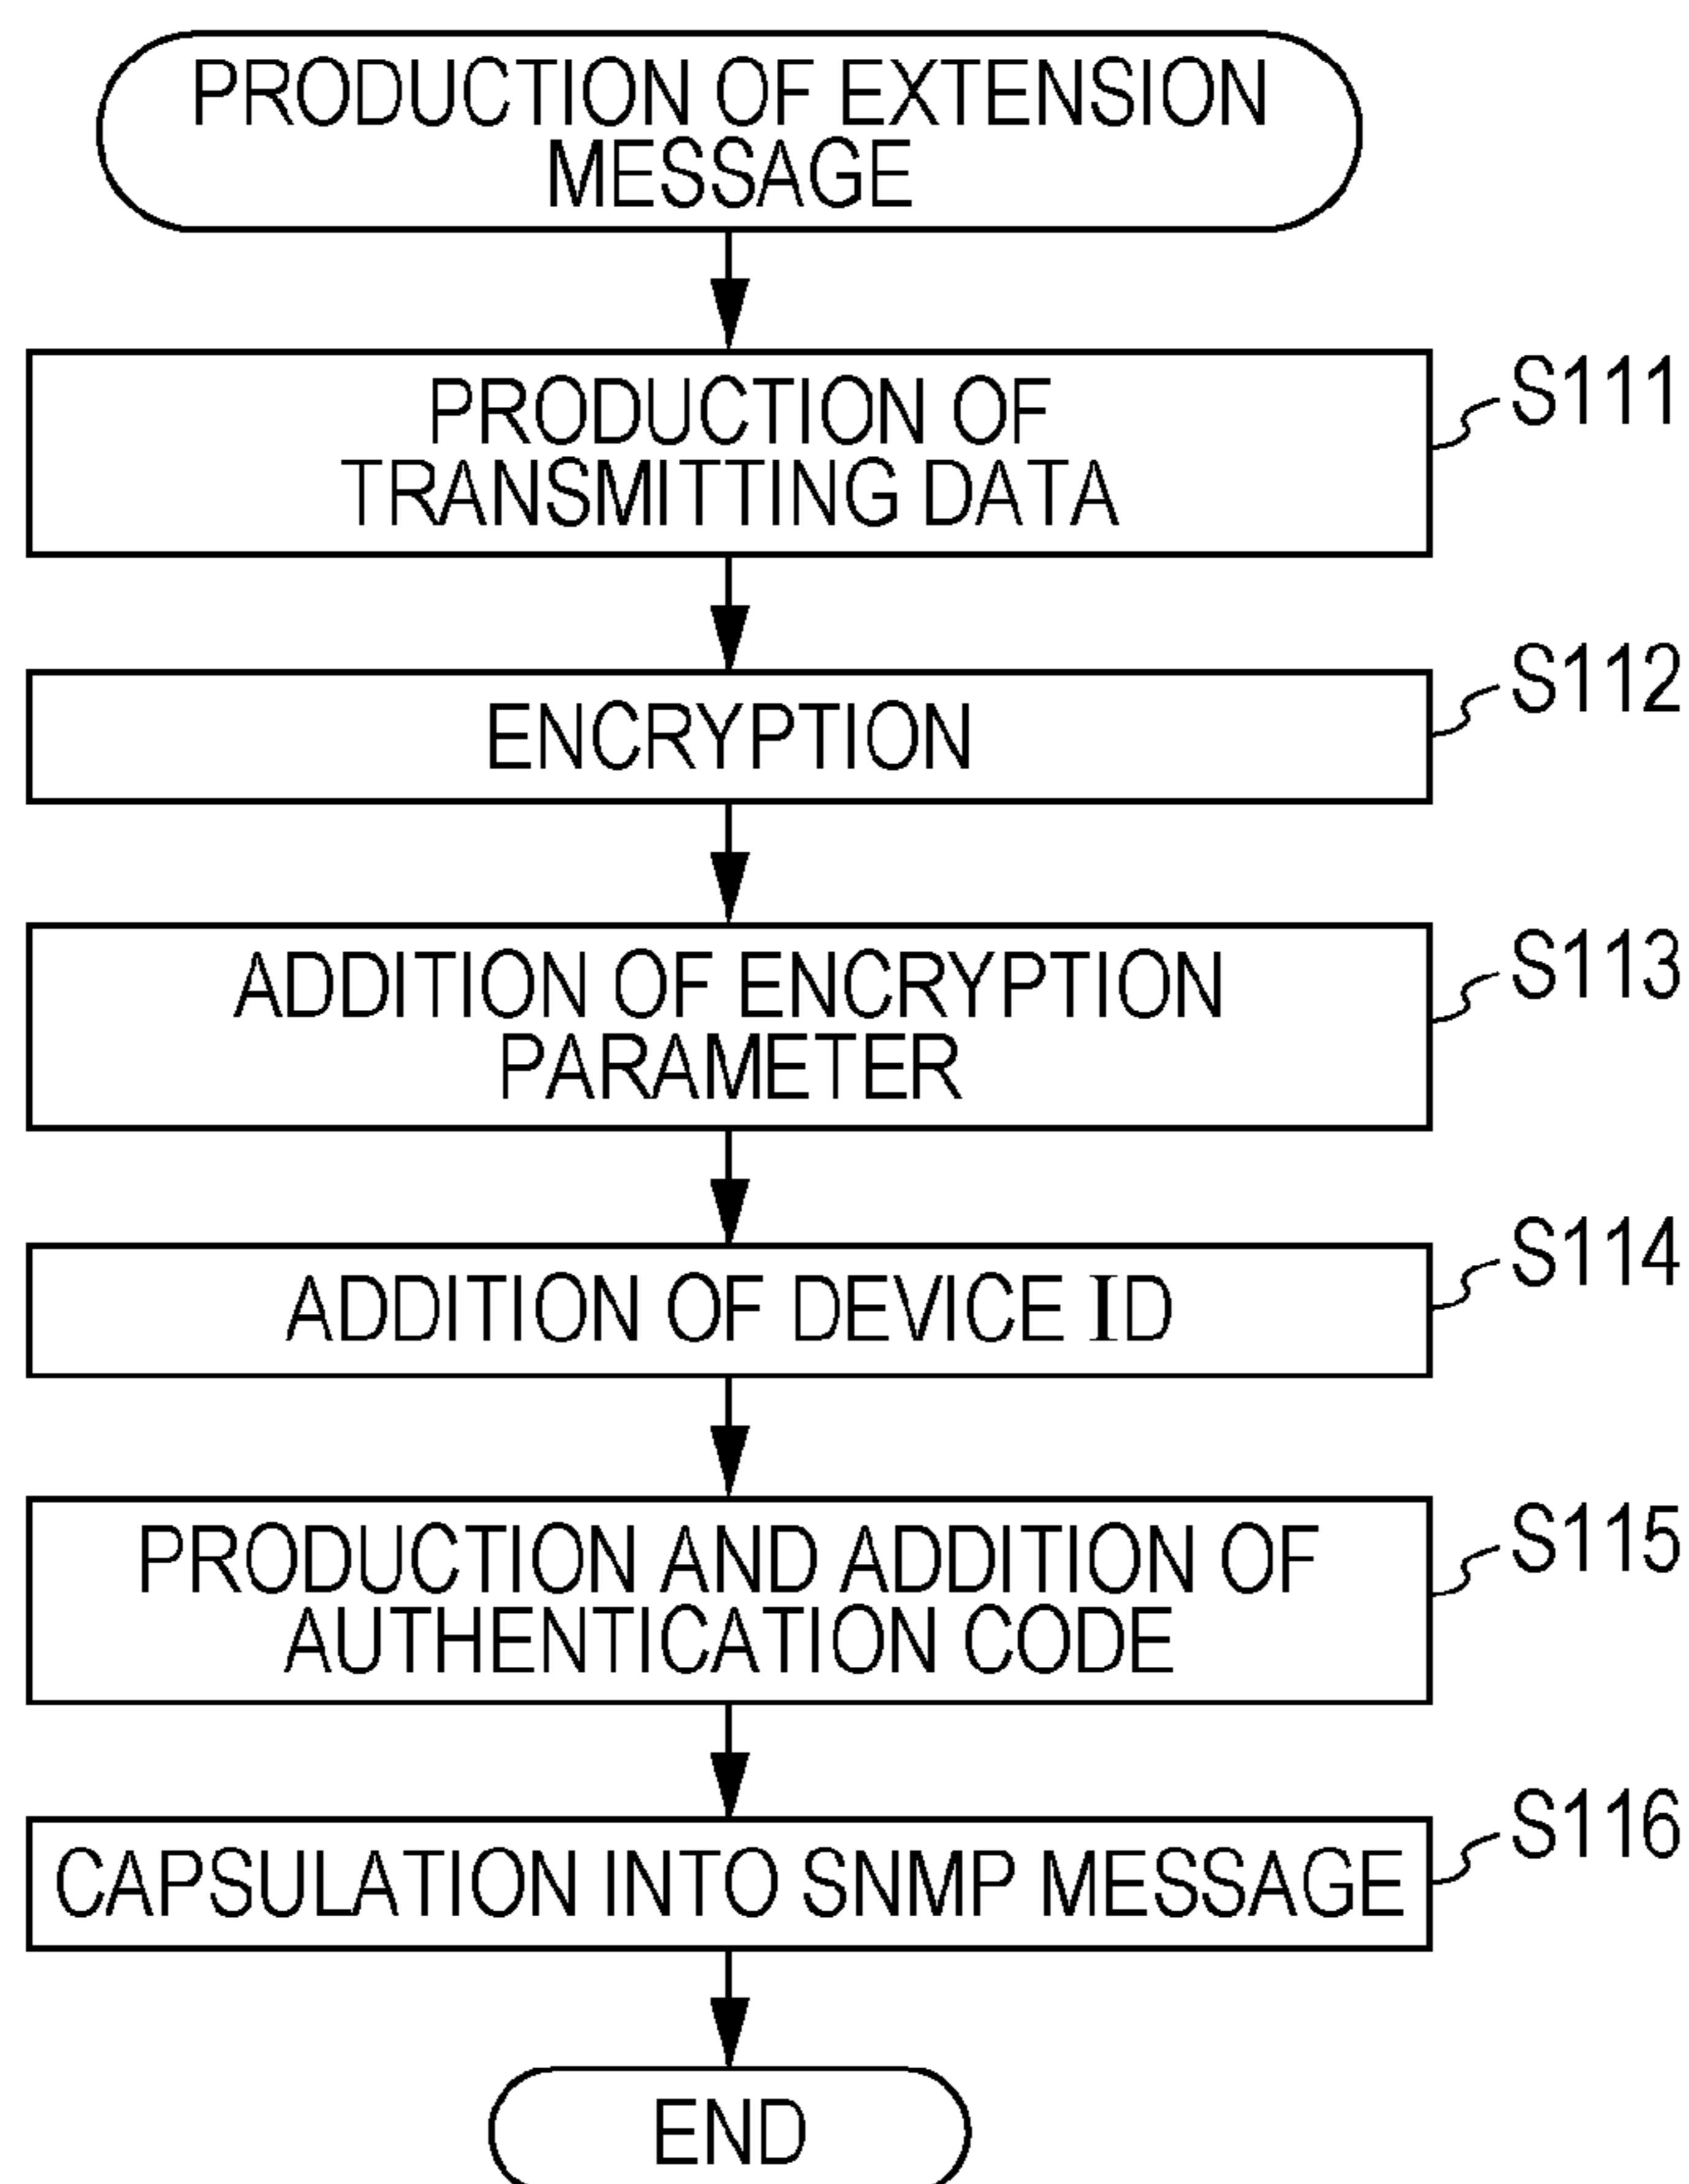 PRODUCTION OF EXTENSION
MESSAGE
PRODUCTION OF
TRANSMITTING DATA
S111
ENCRYPTION
S112
ADDITION OF ENCRYPTION
PARAMETER
S113
ADDITION OF DEVICE ID
S114
PRODUCTION AND ADDITION OF
AUTHENTICATION CODE
S115
CAPSULATION INTO SNMP MESSAGE
S116
END